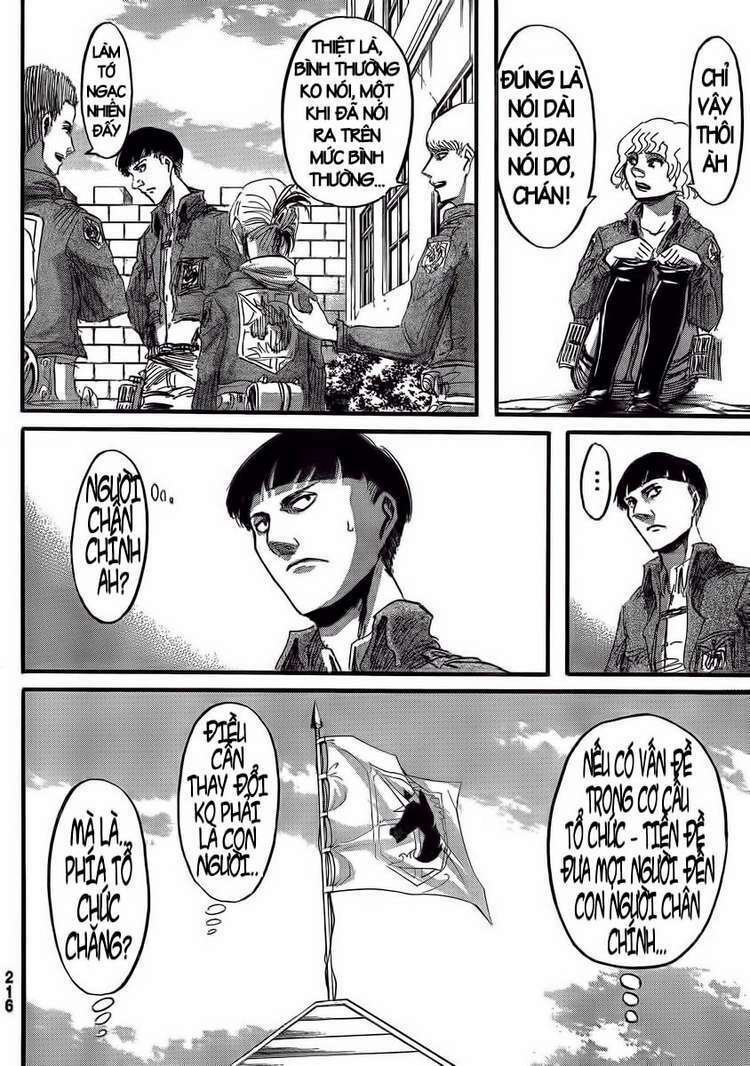 CHỈ
VẬY
THÔI
ÀH
ĐÚNG LÀ
NÓI DÀI
NÓI DAI
NÓI DƠ,
CHÁN!
THIỆT LÀ,
BÌNH THƯỜNG
KO NÓI, MỘT
KHI ĐÃ NÓI
RA TRÊN
MỨC BÌNH
THƯỜNG...
LÀM
TỚ
NGẠC
NHIÊN
ĐẤY
...
NGƯỜI
CHÂN
CHÍNH
AH?
NẾU CÓ VẤN ĐỀ
TRONG CƠ CẤU
TỔ CHỨC - TIỀN ĐỀ
ĐƯA MỌI NGƯỜI ĐẾN
CON NGƯỜI CHÂN
CHÍNH...
ĐIỀU
CẦN
THAY ĐỔI
KO PHẢI
LÀ CON
NGƯỜI...
MÀ LÀ...
PHÍA TỔ
CHỨC
CHĂNG?
216